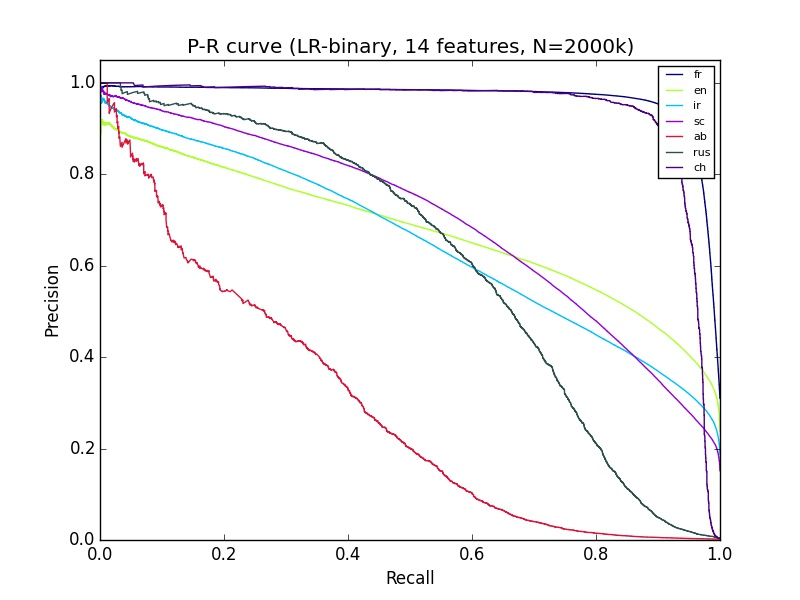 P-R curve (LR-binary, 14 features, N=2000k)
fr
en
ir
sc
ab
rus
ch
1.0
0.8
0.6
0.4
0.2
0.0
Precision
0.0 0.2 0.4 0.6 0.8 1.0
Recall